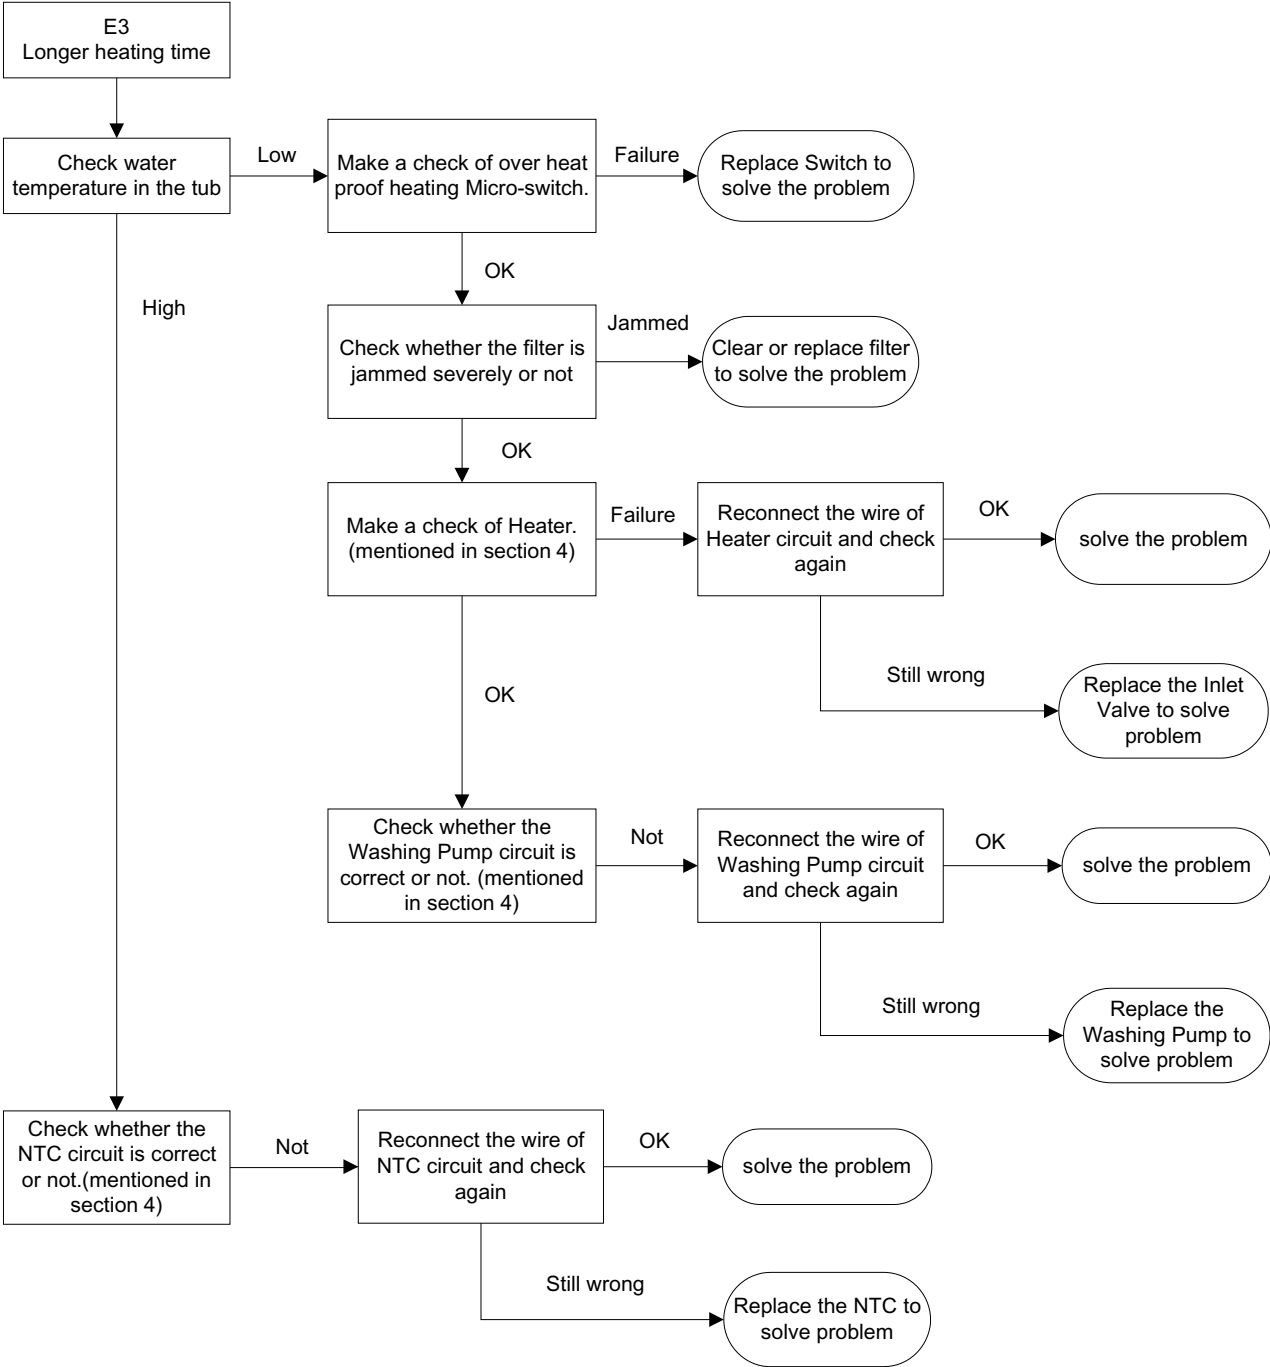 E3
Longer heating time
Check water
temperature in the tub
Low
Make a check of over heat
proof heating Micro-switch.
Failure
Replace Switch to
solve the problem
OK
High
Check whether the filter is
jammed severely or not
Jammed
Clear or replace filter
to solve the problem
OK
Make a check of Heater.
(mentioned in section 4)
Failure
Reconnect the wire of
Heater circuit and check
again
OK
solve the problem
Still wrong
Replace the Inlet
Valve to solve
problem
OK
Check whether the
Washing Pump circuit is
correct or not. (mentioned
in section 4)
Not
Reconnect the wire of
Washing Pump circuit
and check again
OK
solve the problem
Still wrong
Replace the
Washing Pump to
solve problem
Check whether the
NTC circuit is correct
or not.(mentioned in
section 4)
Not
Reconnect the wire of
NTC circuit and check
again
OK
solve the problem
Still wrong
Replace the NTC to
solve problem